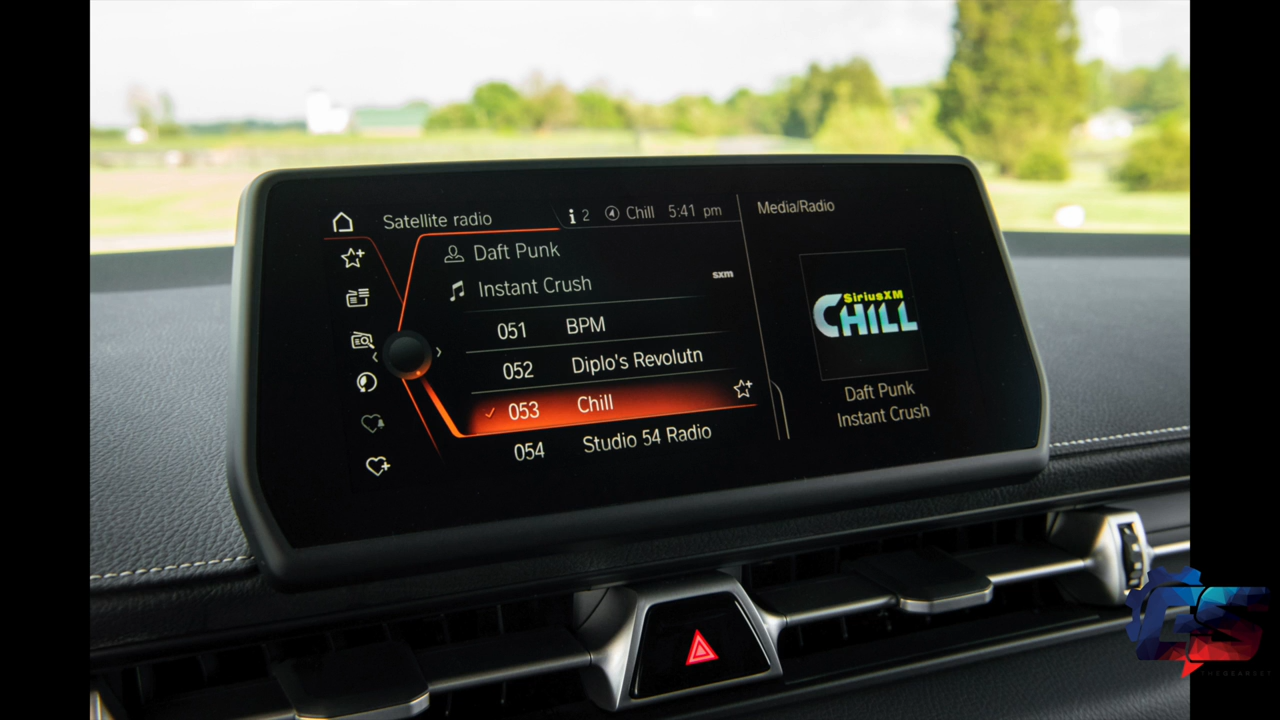 Satellite radio
i 2 Chill 5:41 pm
Media/Radio
Daft Punk
Instant Crush
sxm
051 BPM
052 Diplo's Revolutn
053 Chill
054 Studio 54 Radio
SiriusXM
CHILL
Daft Punk
Instant Crush